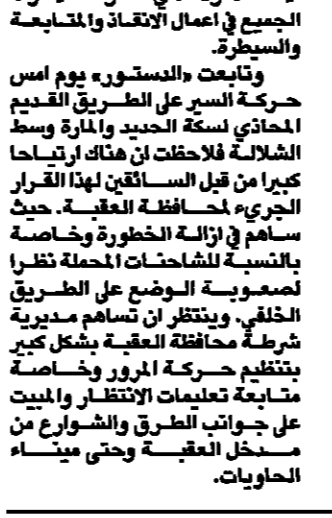 الجميع في اعمال الانقاذ والمتابعة
والسيطرة.
وتابعت «الدستور» يوم امس
حركة السير على الطريق القديم
المحاذي لسكة الحديد والمارة وسط
الشلالة فلاحظت ان هناك ارتياحا
كبيرا من قبل السائقين لهذا القرار
الجريء لمحافظة العقبة. حيث
ساهم في ازالة الخطورة وخاصة
بالنسبة للشاحنات المحملة نظرا
لصعوبة الوضع على الطريق
الخلفي. وينتظر ان تساهم مديرية
شرطة محافظة العقبة بشكل كبير
بتنظيم حركة المرور وخاصة
متابعة تعليمات الانتظار والمبيت
على جوانب الطرق والشوارع من
مدخل العقبة وحتى ميناء
الحاويات.